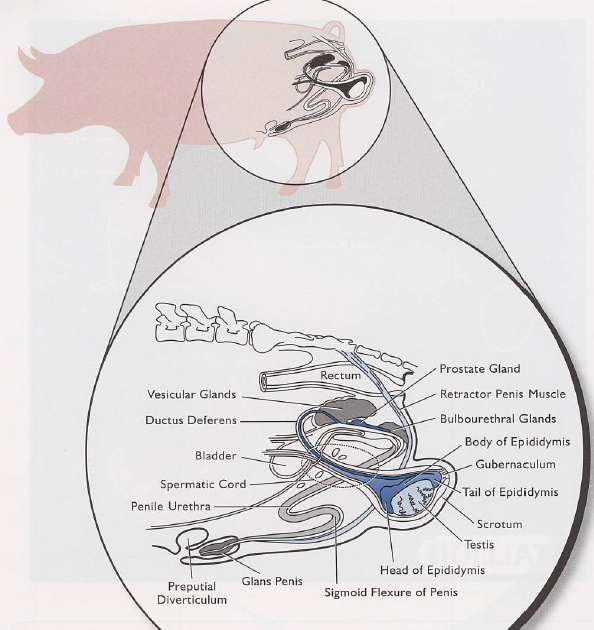 Rectum
Prostate Gland
Vesicular Glands
Retractor Penis Muscle
Ductus Deferens
Bulbourethral Glands
Body of Epididymis
Bladder
Gubernaculum
Spermatic Cord
Tail of Epididymis
Penile Urethra
Scrotum
Testis
Head of Epididymis
Glans Penis
Preputial
Diverticulum
Sigmoid Flexure of Penis